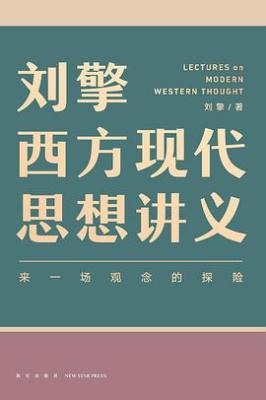 刘擎
LECTURES on
MODERN
WESTERN THOUGHT
刘擎/著
西方现代
思想讲义
来一场观念的探险
新星出版社 NEW STAR PRESS